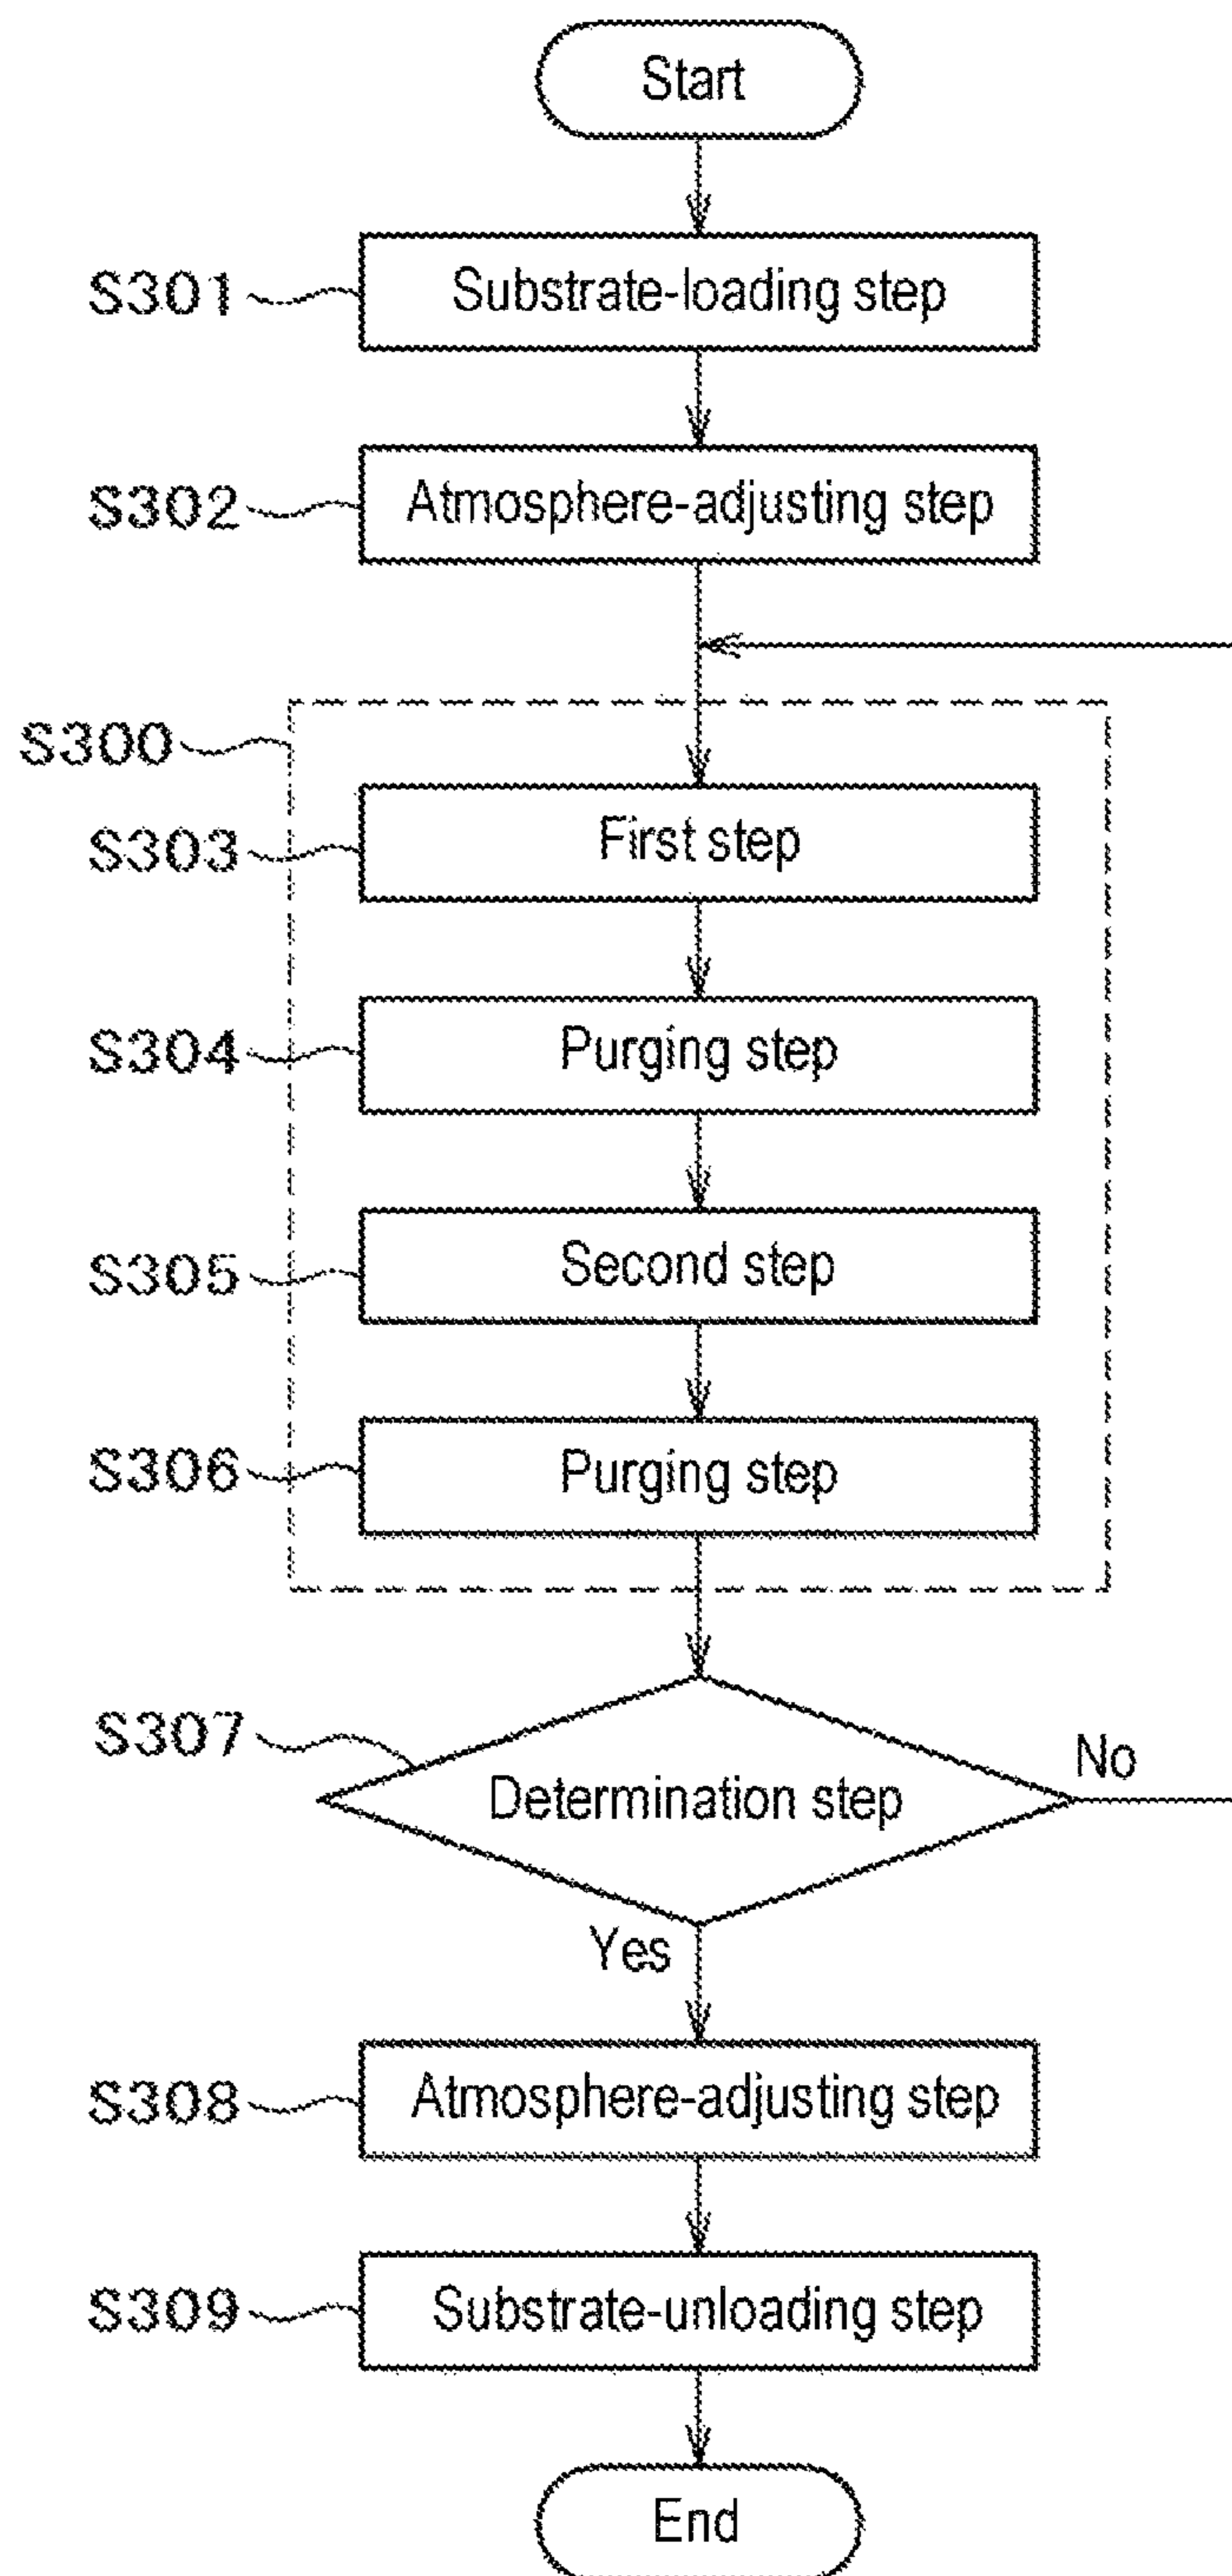 Start
S301
Substrate-loading step
S302
Atmosphere-adjusting step
S300
S303
First step
S304
Purging step
S305
Second step
S306
Purging step
S307
Determination step
No
Yes
S308
Atmosphere-adjusting step
S309
Substrate-unloading step
End